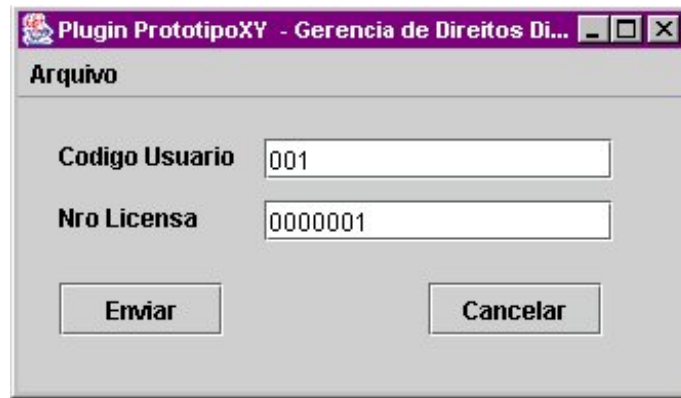 Plugin PrototipoXY - Gerencia de Direitos Di...
Arquivo
Codigo Usuario 001
Nro Licensa 0000001
Enviar Cancelar